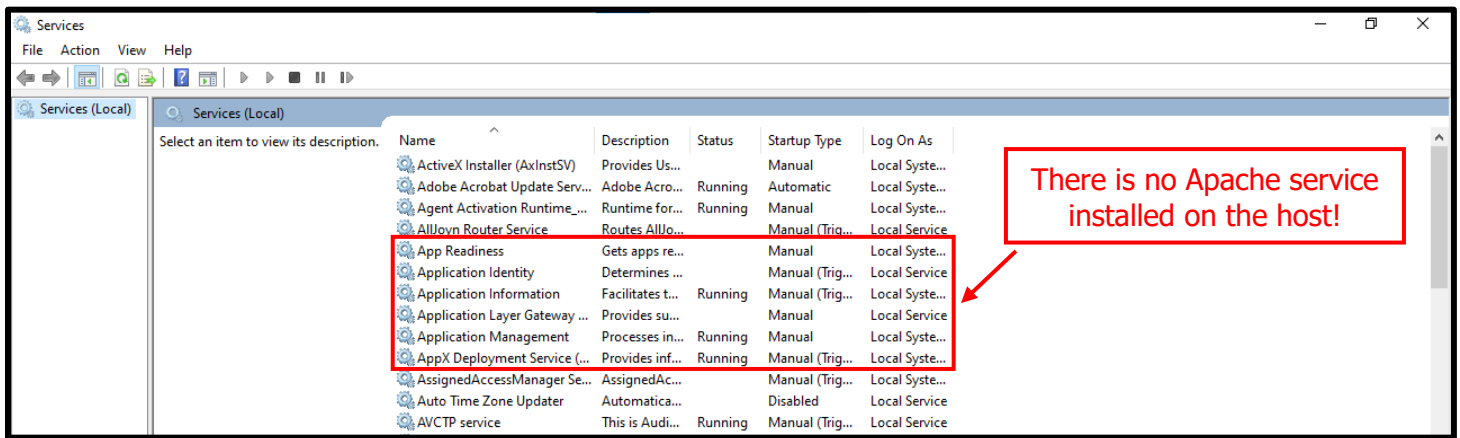 Services
File Action View Help
Services (Local)
Services (Local)
Select an item to view its description.
Name Description Status Startup Type Log On As
ActiveX Installer (AxInstSV) Provides Us... Manual Local Syste...
Adobe Acrobat Update Serv... Adobe Acro... Running Automatic Local Syste...
Agent Activation Runtime_... Runtime for... Running Manual Local Syste...
AllJoyn Router Service Routes AllJo... Manual (Trig... Local Service
App Readiness Gets apps re... Manual Local Syste...
Application Identity Determines ... Manual (Trig... Local Service
Application Information Facilitates t... Running Manual (Trig... Local Syste...
Application Layer Gateway ... Provides su... Manual Local Service
Application Management Processes in... Running Manual Local Syste...
AppX Deployment Service (... Provides inf... Running Manual (Trig... Local Syste...
AssignedAccessManager Se... AssignedAc... Manual (Trig... Local Syste...
Auto Time Zone Updater Automatica... Disabled Local Service
AVCTP service This is Audi... Running Manual (Trig... Local Service
There is no Apache service
installed on the host!